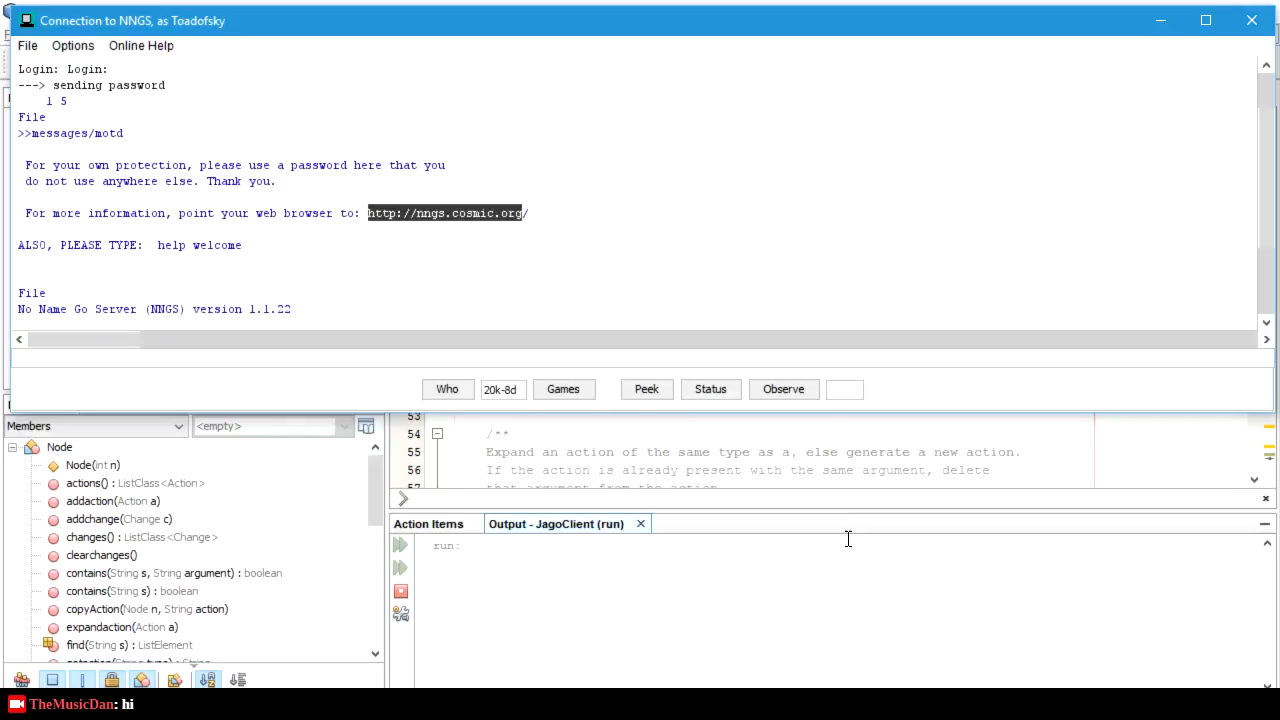 Connection to NNGS, as Toadofsky
File Options Online Help
Login: Login:
---> sending password
1 5
File
>>messages/motd
For your own protection, please use a password here that you
do not use anywhere else. Thank you.
For more information, point your web browser to: http://nngs.cosmic.org/
ALSO, PLEASE TYPE: help welcome
File
No Name Go Server (NNGS) version 1.1.22
Who 20k-8d Games Peek Status Observe
Members <empty>
Node
Node(int n)
actions() : ListClass<Action>
addaction(Action a)
addchange(Change c)
changes() : ListClass<Change>
clearchanges()
contains(String s, String argument) : boolean
contains(String s) : boolean
copyAction(Node n, String action)
expandaction(Action a)
find(String s) : ListElement
53
54 /**
55 Expand an action of the same type as a, else generate a new action.
56 If the action is already present with the same argument, delete
57 that argument from the action
Action Items Output - JagoClient (run)
run:
TheMusicDan: hi